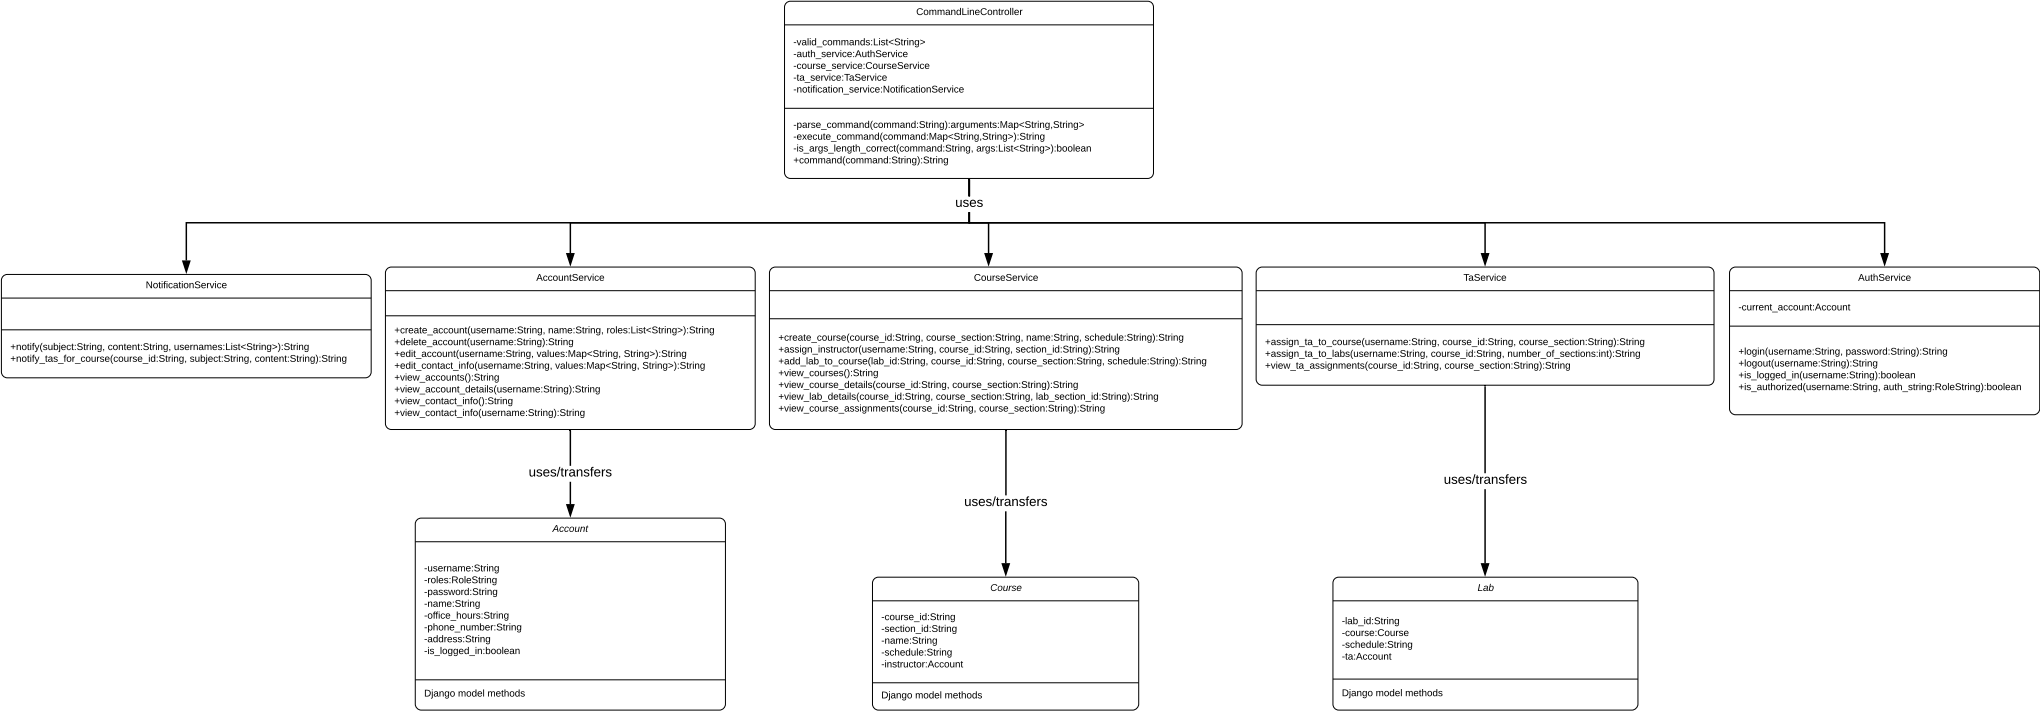 CommandLineController
-valid_commands:List<String>
-auth_service:AuthService
-course_service:CourseService
-ta_service:TaService
-notification_service:NotificationService
-parse_command(command:String):arguments:Map<String,String>
-execute_command(command:Map<String,String>):String
-is_args_length_correct(command:String, args:List<String>):boolean
+command(command:String):String
uses
NotificationService
+notify(subject:String, content:String, usernames:List<String>):String
+notify_tas_for_course(course_id:String, subject:String, content:String):String
AccountService
+create_account(username:String, name:String, roles:List<String>):String
+delete_account(username:String):String
+edit_account(username:String, values:Map<String, String>):String
+edit_contact_info(username:String, values:Map<String, String>):String
+view_accounts():String
+view_account_details(username:String):String
+view_contact_info():String
+view_contact_info(username:String):String
CourseService
+create_course(course_id:String, course_section:String, name:String, schedule:String):String
+assign_instructor(username:String, course_id:String, section_id:String):String
+add_lab_to_course(lab_id:String, course_id:String, course_section:String, schedule:String):String
+view_courses():String
+view_course_details(course_id:String, course_section:String):String
+view_lab_details(course_id:String, course_section:String, lab_section_id:String):String
+view_course_assignments(course_id:String, course_section:String):String
TaService
+assign_ta_to_course(username:String, course_id:String, course_section:String):String
+assign_ta_to_labs(username:String, course_id:String, number_of_sections:int):String
+view_ta_assignments(course_id:String, course_section:String):String
AuthService
-current_account:Account
+login(username:String, password:String):String
+logout(username:String):String
+is_logged_in(username:String):boolean
+is_authorized(username:String, auth_string:RoleString):boolean
uses/transfers
uses/transfers
uses/transfers
Account
-username:String
-roles:RoleString
-password:String
-name:String
-office_hours:String
-phone_number:String
-address:String
-is_logged_in:boolean
Django model methods
Course
-course_id:String
-section_id:String
-name:String
-schedule:String
-instructor:Account
Django model methods
Lab
-lab_id:String
-course:Course
-schedule:String
-ta:Account
Django model methods